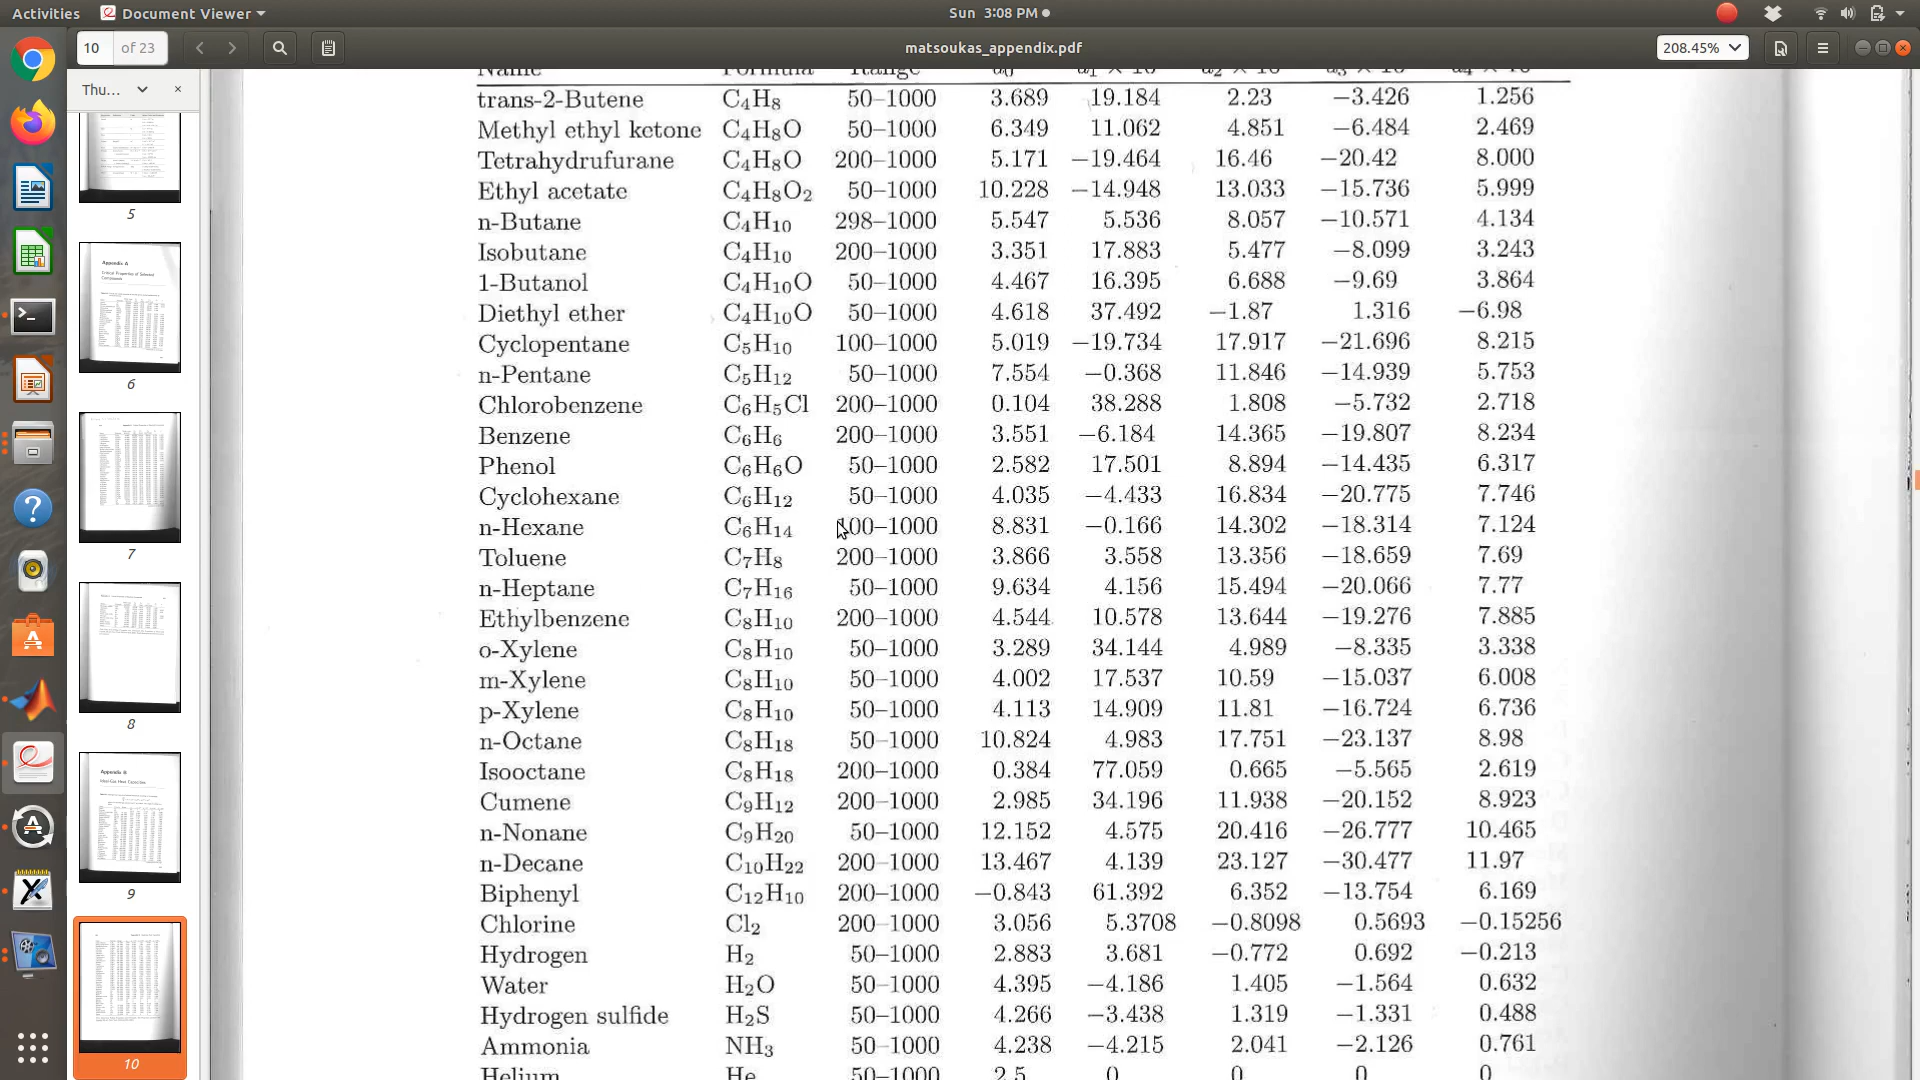 Activities Document Viewer Sun 3:08 PM
10 of 23 matsoukas_appendix.pdf 208.45%
Thu...
5
6
7
8
9
10
Name Formula Range
trans-2-Butene C4H8 50–1000 3.689 19.184 2.23 −3.426 1.256
Methyl ethyl ketone C4H8O 50–1000 6.349 11.062 4.851 −6.484 2.469
Tetrahydrufurane C4H8O 200–1000 5.171 −19.464 16.46 −20.42 8.000
Ethyl acetate C4H8O2 50–1000 10.228 −14.948 13.033 −15.736 5.999
n-Butane C4H10 298–1000 5.547 5.536 8.057 −10.571 4.134
Isobutane C4H10 200–1000 3.351 17.883 5.477 −8.099 3.243
1-Butanol C4H10O 50–1000 4.467 16.395 6.688 −9.69 3.864
Diethyl ether C4H10O 50–1000 4.618 37.492 −1.87 1.316 −6.98
Cyclopentane C5H10 100–1000 5.019 −19.734 17.917 −21.696 8.215
n-Pentane C5H12 50–1000 7.554 −0.368 11.846 −14.939 5.753
Chlorobenzene C6H5Cl 200–1000 0.104 38.288 1.808 −5.732 2.718
Benzene C6H6 200–1000 3.551 −6.184 14.365 −19.807 8.234
Phenol C6H6O 50–1000 2.582 17.501 8.894 −14.435 6.317
Cyclohexane C6H12 50–1000 4.035 −4.433 16.834 −20.775 7.746
n-Hexane C6H14 8.831 −0.166 14.302 −18.314 7.124
Toluene C7H8 200–1000 3.866 3.558 13.356 −18.659 7.69
n-Heptane C7H16 50–1000 9.634 4.156 15.494 −20.066 7.77
Ethylbenzene C8H10 200–1000 4.544 10.578 13.644 −19.276 7.885
o-Xylene C8H10 50–1000 3.289 34.144 4.989 −8.335 3.338
m-Xylene C8H10 50–1000 4.002 17.537 10.59 −15.037 6.008
p-Xylene C8H10 50–1000 4.113 14.909 11.81 −16.724 6.736
n-Octane C8H18 50–1000 10.824 4.983 17.751 −23.137 8.98
Isooctane C8H18 200–1000 0.384 77.059 0.665 −5.565 2.619
Cumene C9H12 200–1000 2.985 34.196 11.938 −20.152 8.923
n-Nonane C9H20 50–1000 12.152 4.575 20.416 −26.777 10.465
n-Decane C10H22 200–1000 13.467 4.139 23.127 −30.477 11.97
Biphenyl C12H10 200–1000 −0.843 61.392 6.352 −13.754 6.169
Chlorine Cl2 200–1000 3.056 5.3708 −0.8098 0.5693 −0.15256
Hydrogen H2 50–1000 2.883 3.681 −0.772 0.692 −0.213
Water H2O 50–1000 4.395 −4.186 1.405 −1.564 0.632
Hydrogen sulfide H2S 50–1000 4.266 −3.438 1.319 −1.331 0.488
Ammonia NH3 50–1000 4.238 −4.215 2.041 −2.126 0.761
Helium He 50–1000 2.5 0 0 0 0